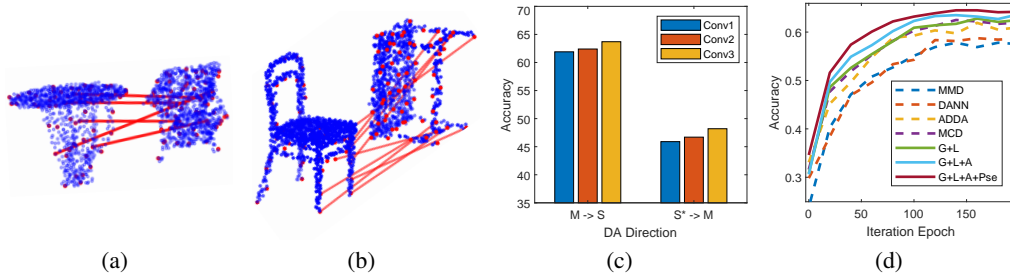 70
65
60
55
50
45
40
35
Accuracy
Conv1
Conv2
Conv3
M -> S
S* -> M
DA Direction
0.6
0.5
0.4
0.3
Accuracy
MMD
DANN
ADDA
MCD
G+L
G+L+A
G+L+A+Pse
0
50
100
150
Iteration Epoch
(a)
(b)
(c)
(d)